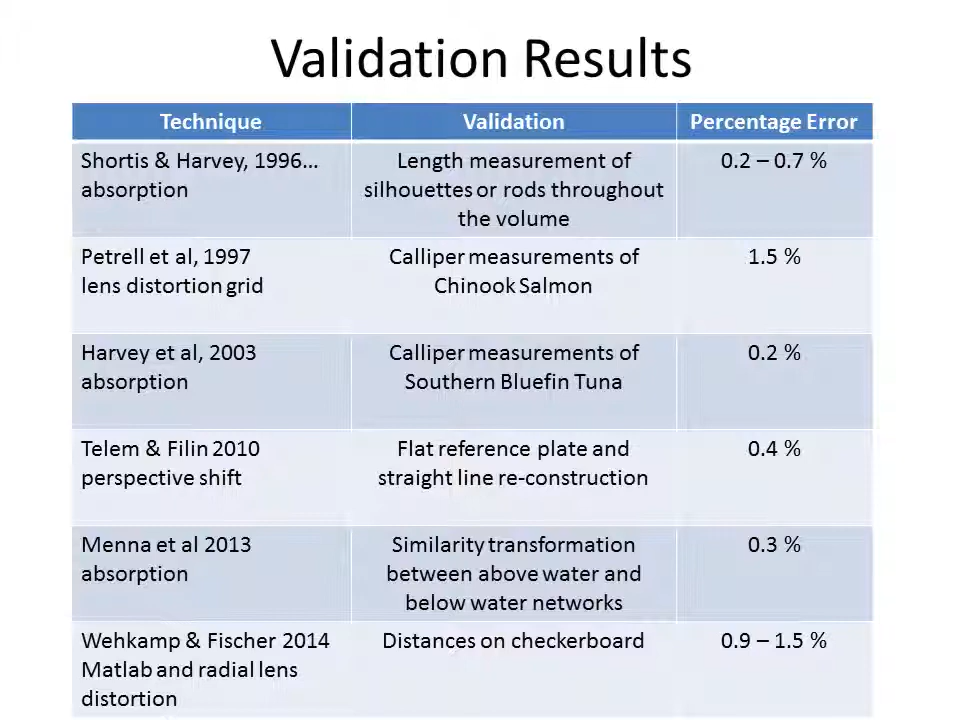 Validation Results
Technique
Validation
Percentage Error
Shortis & Harvey, 1996...
absorption
Length measurement of
silhouettes or rods throughout
the volume
0.2 – 0.7 %
Petrell et al, 1997
lens distortion grid
Calliper measurements of
Chinook Salmon
1.5 %
Harvey et al, 2003
absorption
Calliper measurements of
Southern Bluefin Tuna
0.2 %
Telem & Filin 2010
perspective shift
Flat reference plate and
straight line re-construction
0.4 %
Menna et al 2013
absorption
Similarity transformation
between above water and
below water networks
0.3 %
Wehkamp & Fischer 2014
Matlab and radial lens
distortion
Distances on checkerboard
0.9 – 1.5 %